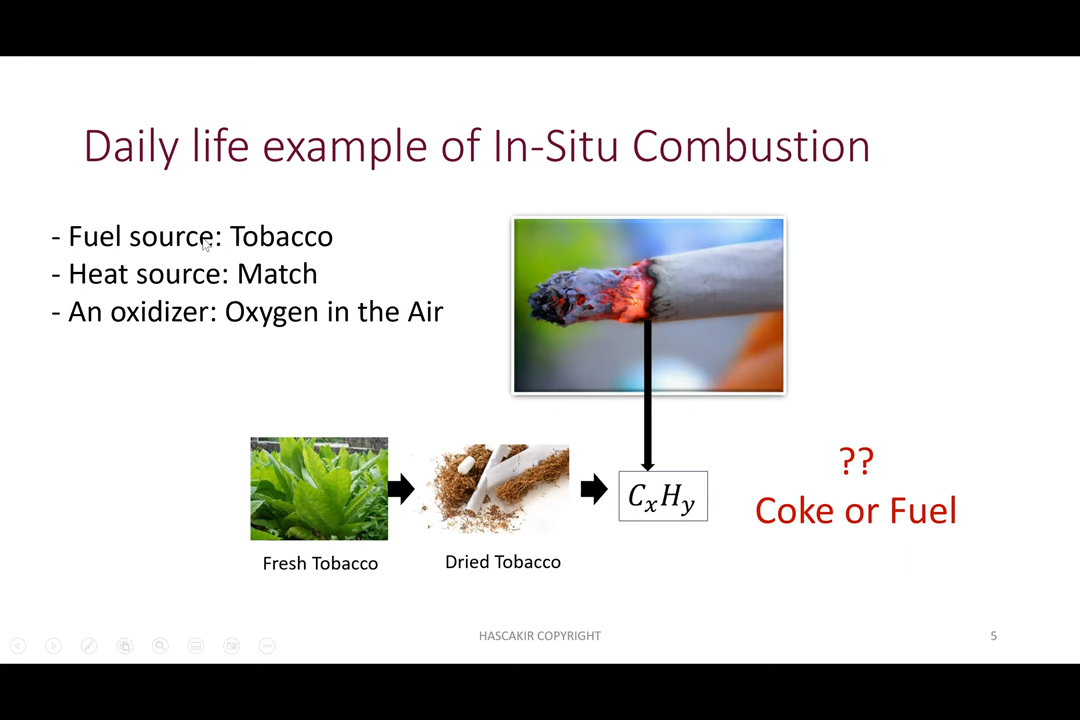 Daily life example of In-Situ Combustion
- Fuel source: Tobacco
- Heat source: Match
- An oxidizer: Oxygen in the Air
CₓHᵧ
??
Coke or Fuel
Fresh Tobacco
Dried Tobacco
HASCAKIR COPYRIGHT
5